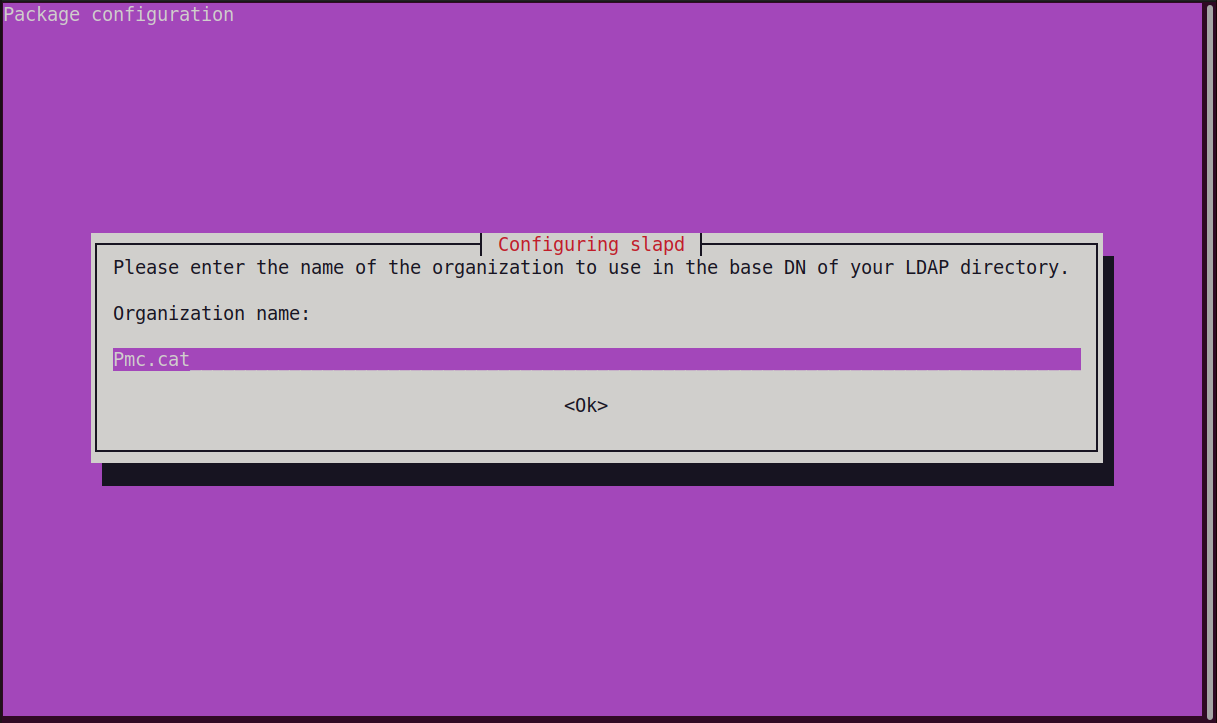 Package configuration
Configuring slapd
Please enter the name of the organization to use in the base DN of your LDAP directory.
Organization name:
Pmc.cat
<Ok>